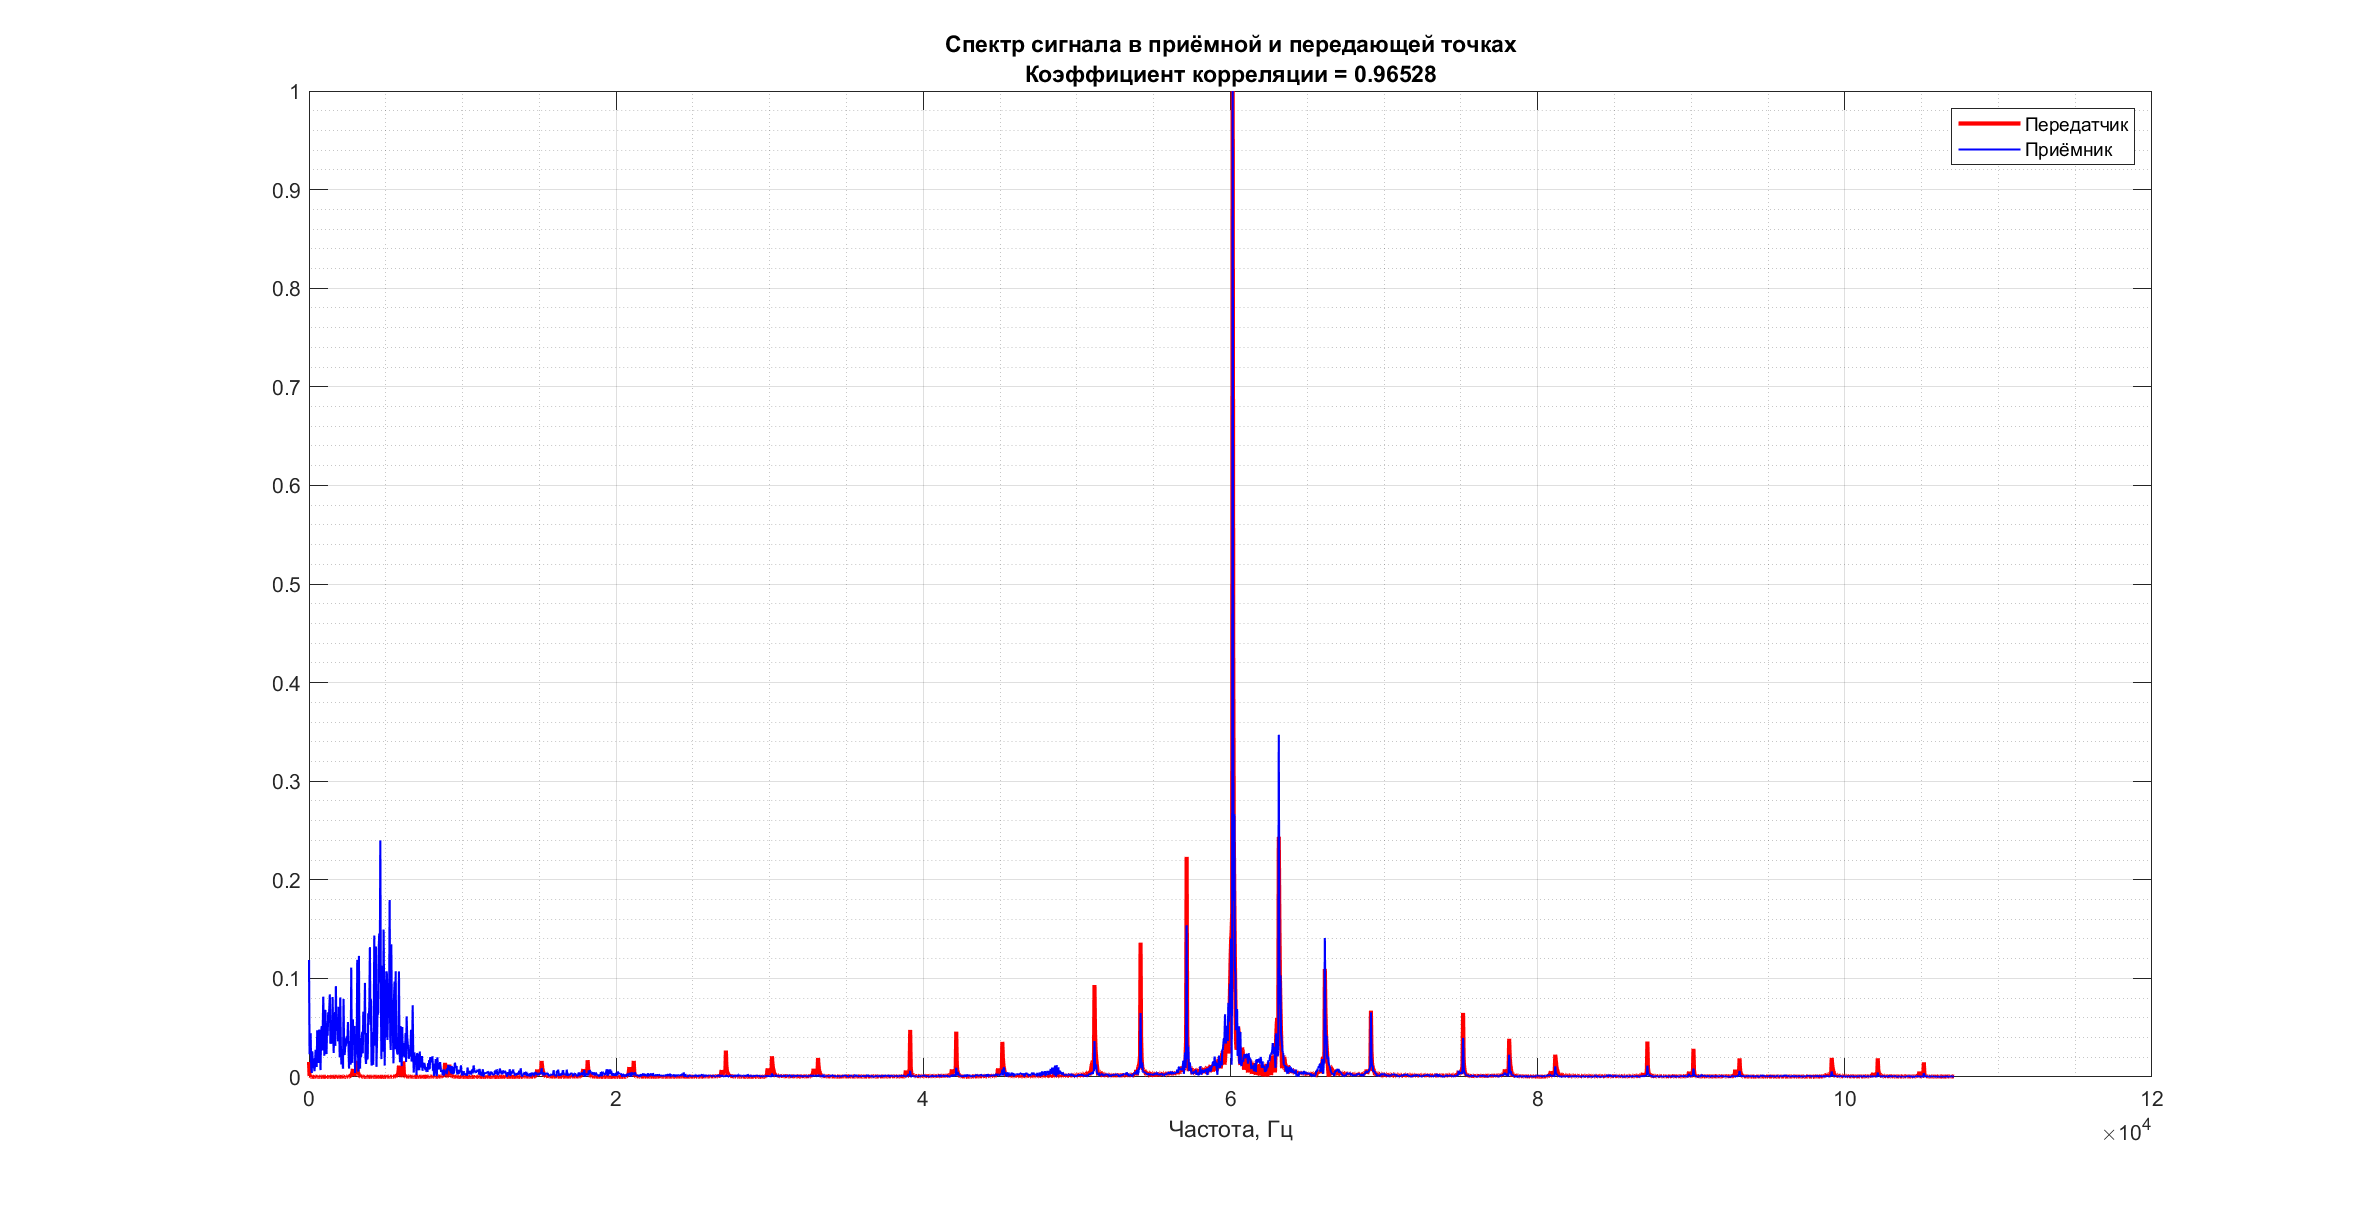 Спектр сигнала в приёмной и передающей точках
Коэффициент корреляции = 0.96528
1
0.9
0.8
0.7
0.6
0.5
0.4
0.3
0.2
0.1
0
Передатчик
Приёмник
0 2 4 6 8 10 12
Частота, Гц
×10⁴